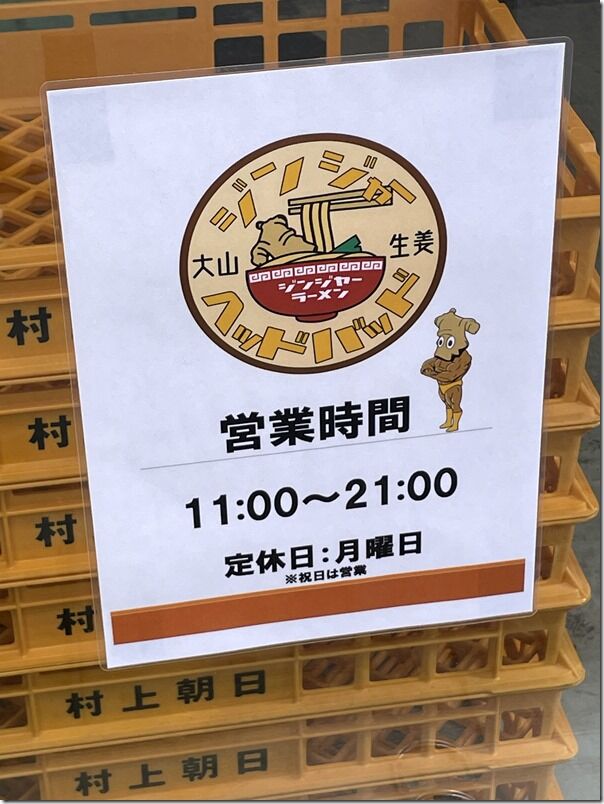 ジンジャー
大山 生姜
ジンジャー
ラーメン
ヘッドバッド
営業時間
11:00～21:00
定休日:月曜日
※祝日は営業
村
村
村
村
村上朝日
村上朝日